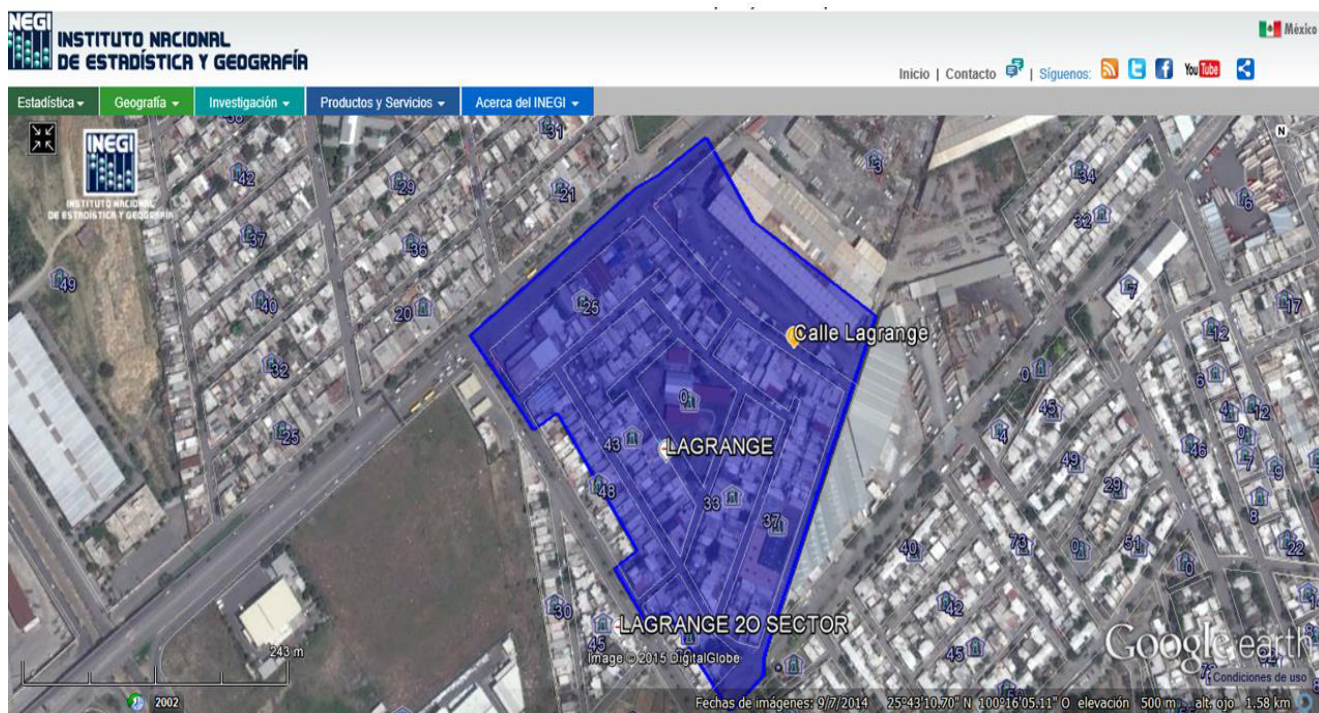 INEGI
INSTITUTO NACIONAL
DE ESTADÍSTICA Y GEOGRAFÍA
México
Inicio | Contacto | Síguenos:
You Tube
Estadística Geografía Investigación Productos y Servicios Acerca del INEGI
INEGI
INSTITUTO NACIONAL
DE ESTADÍSTICA Y GEOGRAFÍA
N
31
42
29
21
3
34
32
6
37
36
49
40
20
25
7
17
12
Calle Lagrange
32
0
6
0
45
4
12
25
43
LAGRANGE
4
46
0
7
9
48
33
37
49
29
8
40
73
0
51
22
0
30
42
LAGRANGE 2O SECTOR
45
45
Google earth
Image © 2015 DigitalGlobe
243 m
Condiciones de uso
2002
Fechas de imágenes: 9/7/2014 25°43'10.70" N 100°16'05.11" O elevación 500 m alt. ojo 1.58 km